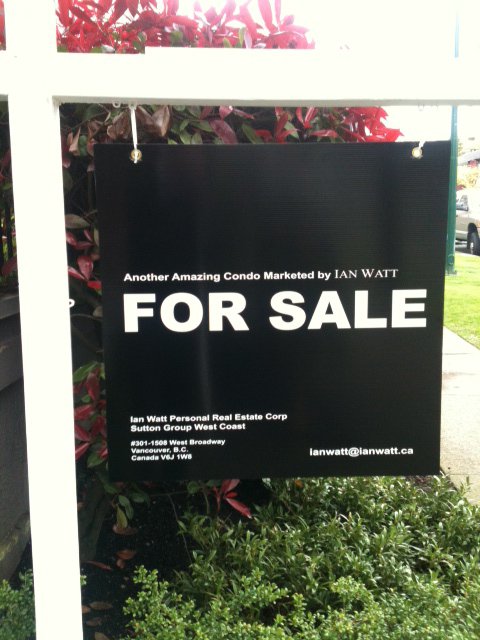 Another Amazing Condo Marketed by IAN WATT
FOR SALE
Ian Watt Personal Real Estate Corp
Sutton Group West Coast
#301-1508 West Broadway
Vancouver, B.C.
Canada V6J 1W8
ianwatt@ianwatt.ca